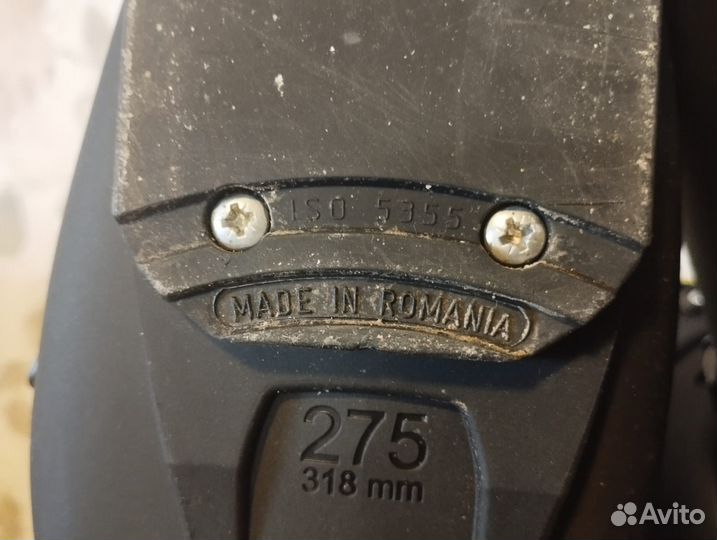 ISO 5355
MADE IN ROMANIA
275
318 mm
Avito